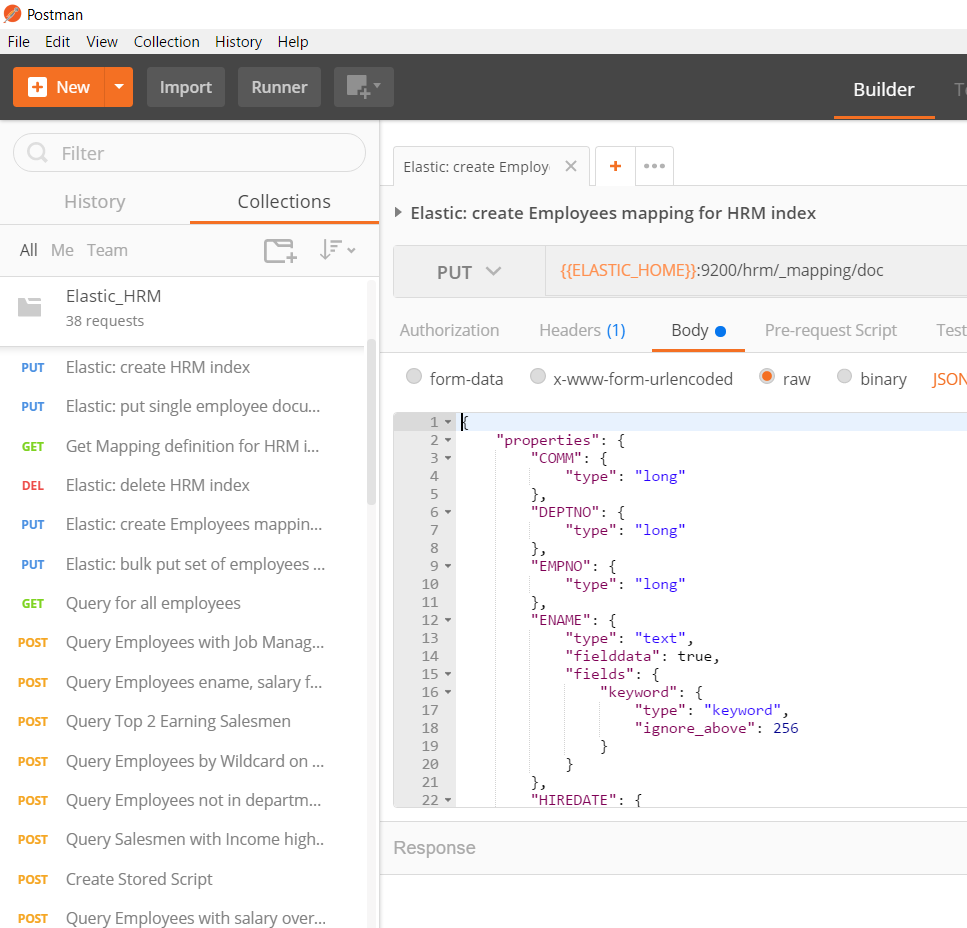 Postman
File Edit View Collection History Help
New Import Runner Builder
Filter
History Collections
All Me Team
Elastic_HRM
38 requests
PUT Elastic: create HRM index
PUT Elastic: put single employee docu...
GET Get Mapping definition for HRM i...
DEL Elastic: delete HRM index
PUT Elastic: create Employees mappin...
PUT Elastic: bulk put set of employees ...
GET Query for all employees
POST Query Employees with Job Manag...
POST Query Employees ename, salary f...
POST Query Top 2 Earning Salesmen
POST Query Employees by Wildcard on ...
POST Query Employees not in departm...
POST Query Salesmen with Income high..
POST Create Stored Script
POST Query Employees with salary over...
Elastic: create Employ
Elastic: create Employees mapping for HRM index
PUT {{ELASTIC_HOME}}:9200/hrm/_mapping/doc
Authorization Headers (1) Body Pre-request Script Test
form-data x-www-form-urlencoded raw binary JSON
1 {
2 "properties": {
3 "COMM": {
4 "type": "long"
5 },
6 "DEPTNO": {
7 "type": "long"
8 },
9 "EMPNO": {
10 "type": "long"
11 },
12 "ENAME": {
13 "type": "text",
14 "fielddata": true,
15 "fields": {
16 "keyword": {
17 "type": "keyword",
18 "ignore_above": 256
19 }
20 }
21 },
22 "HIREDATE": {
Response